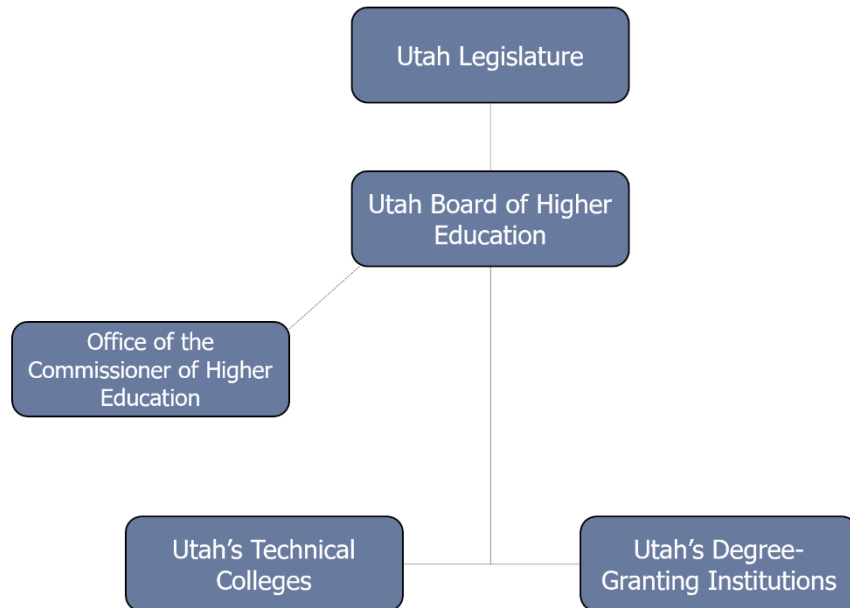 Utah Legislature
Utah Board of Higher
Education
Office of the
Commissioner of Higher
Education
Utah’s Technical
Colleges
Utah’s Degree-
Granting Institutions